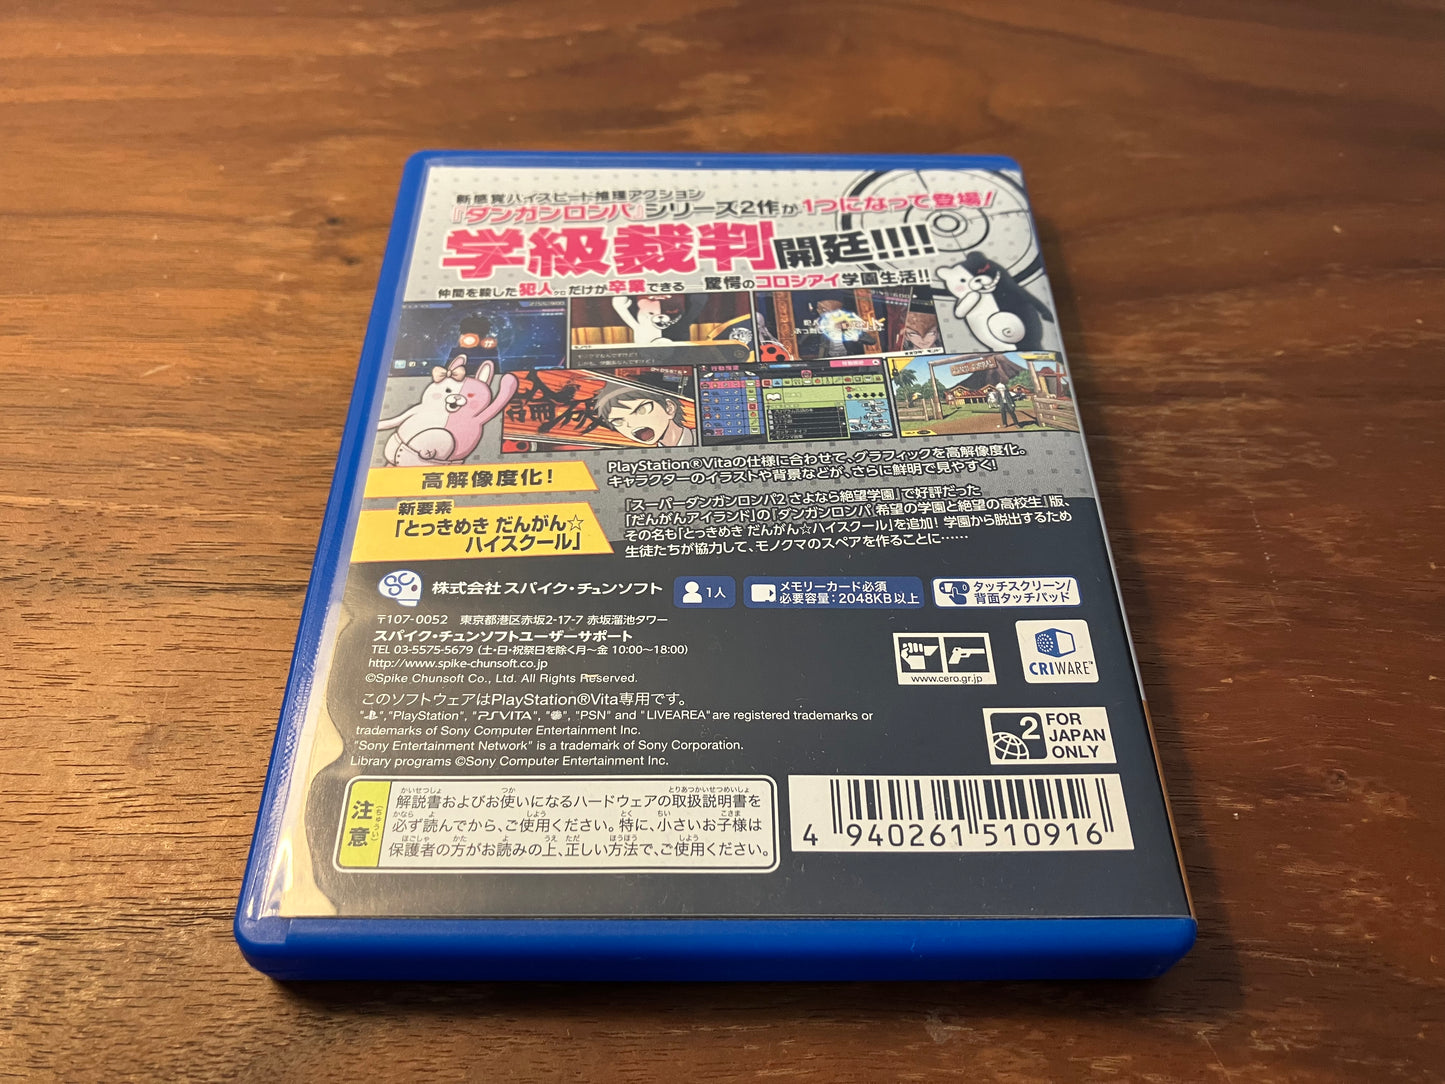 新感覚ハイスピード推理アクション
『ダンガンロンパ』シリーズ2作が1つになって登場!
学級裁判開廷!!!!
仲間を殺した犯人クロだけが卒業できる 驚愕のコロシアイ学園生活!!
モノクマ
高解像度化!
PlayStation®Vitaの仕様に合わせて、グラフィックを高解像度化。
キャラクターのイラストや背景などが、さらに鮮明で見やすく!
新要素
「とっきめき だんがん☆
ハイスクール」
『スーパーダンガンロンパ2 さよなら絶望学園』で好評だった
「だんがんアイランド」の『ダンガンロンパ 希望の学園と絶望の高校生』版、
その名も「とっきめき だんがん☆ハイスクール」を追加! 学園から脱出するため
生徒たちが協力して、モノクマのスペアを作ることに……
株式会社 スパイク・チュンソフト
1人
メモリーカード必須
必要容量:2048KB以上
タッチスクリーン/
背面タッチパッド
〒107-0052 東京都港区赤坂2-17-7 赤坂溜池タワー
スパイク・チュンソフトユーザーサポート
TEL 03-5575-5679 (土・日・祝祭日を除く月〜金 10:00〜18:00)
http://www.spike-chunsoft.co.jp
©Spike Chunsoft Co., Ltd. All Rights Reserved.
www.cero.gr.jp
CRIWARE™
このソフトウェアはPlayStation®Vita専用です。
"PlayStation", "PSVITA", "PSN" and "LIVEAREA" are registered trademarks or
trademarks of Sony Computer Entertainment Inc.
"Sony Entertainment Network" is a trademark of Sony Corporation.
Library programs ©Sony Computer Entertainment Inc.
2
FOR
JAPAN
ONLY
注意
(ちゅうい)
解説書およびお使いになるハードウェアの取扱説明書を
必ず読んでから、ご使用ください。特に、小さいお子様は
保護者の方がお読みの上、正しい方法で、ご使用ください。
4 940261 510916